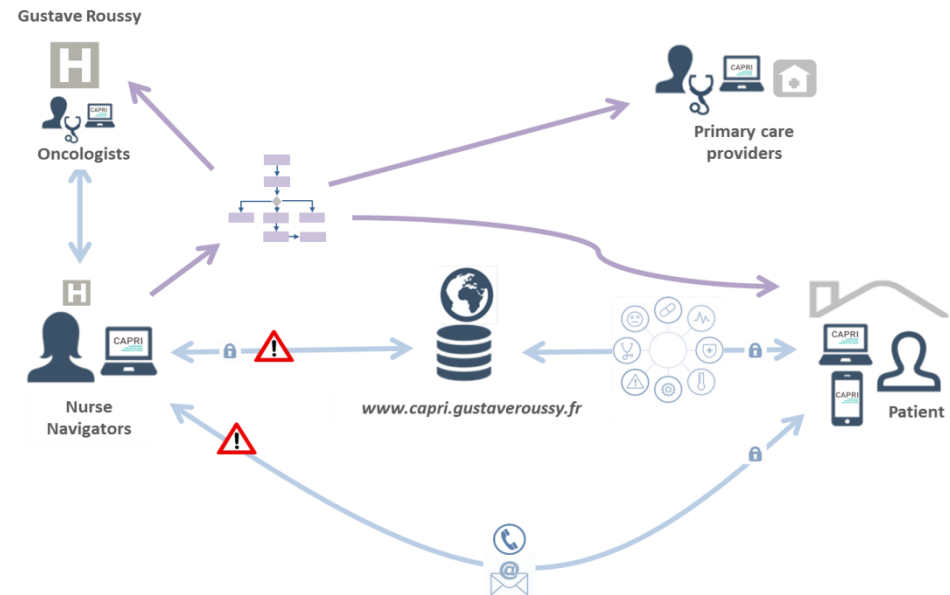 Gustave Roussy
H
CAPRI
Oncologists
CAPRI
Primary care
providers
H
CAPRI
Nurse
Navigators
www.capri.gustaveroussy.fr
CAPRI
CAPRI
Patient
@